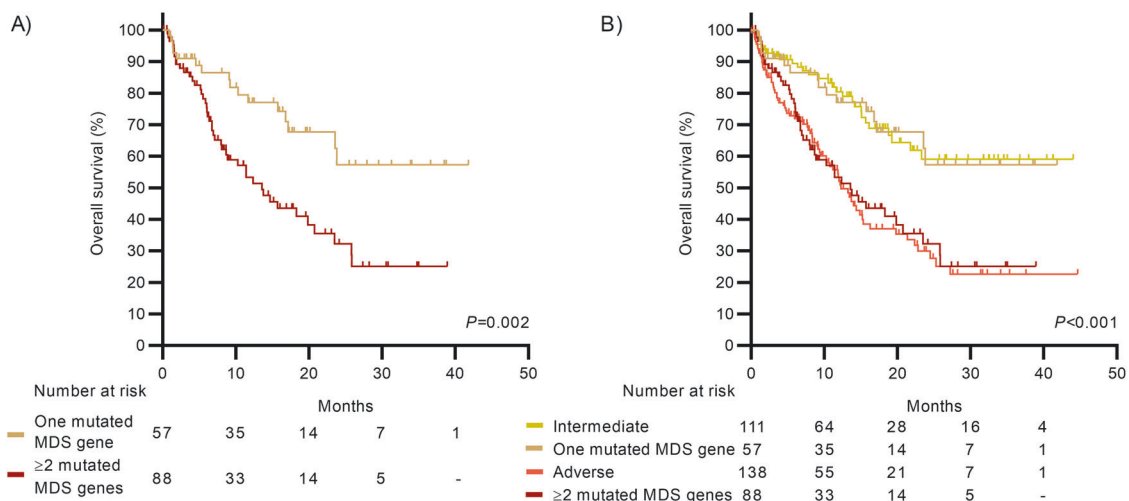 A)
Overall survival (%)
100
90
80
70
60
50
40
30
20
10
0
P=0.002
0 10 20 30 40 50
Number at risk
Months
One mutated
MDS gene
57 35 14 7 1
≥2 mutated
MDS genes
88 33 14 5 -
B)
Overall survival (%)
100
90
80
70
60
50
40
30
20
10
0
P<0.001
0 10 20 30 40 50
Number at risk
Months
Intermediate 111 64 28 16 4
One mutated MDS gene 57 35 14 7 1
Adverse 138 55 21 7 1
≥2 mutated MDS genes 88 33 14 5 -